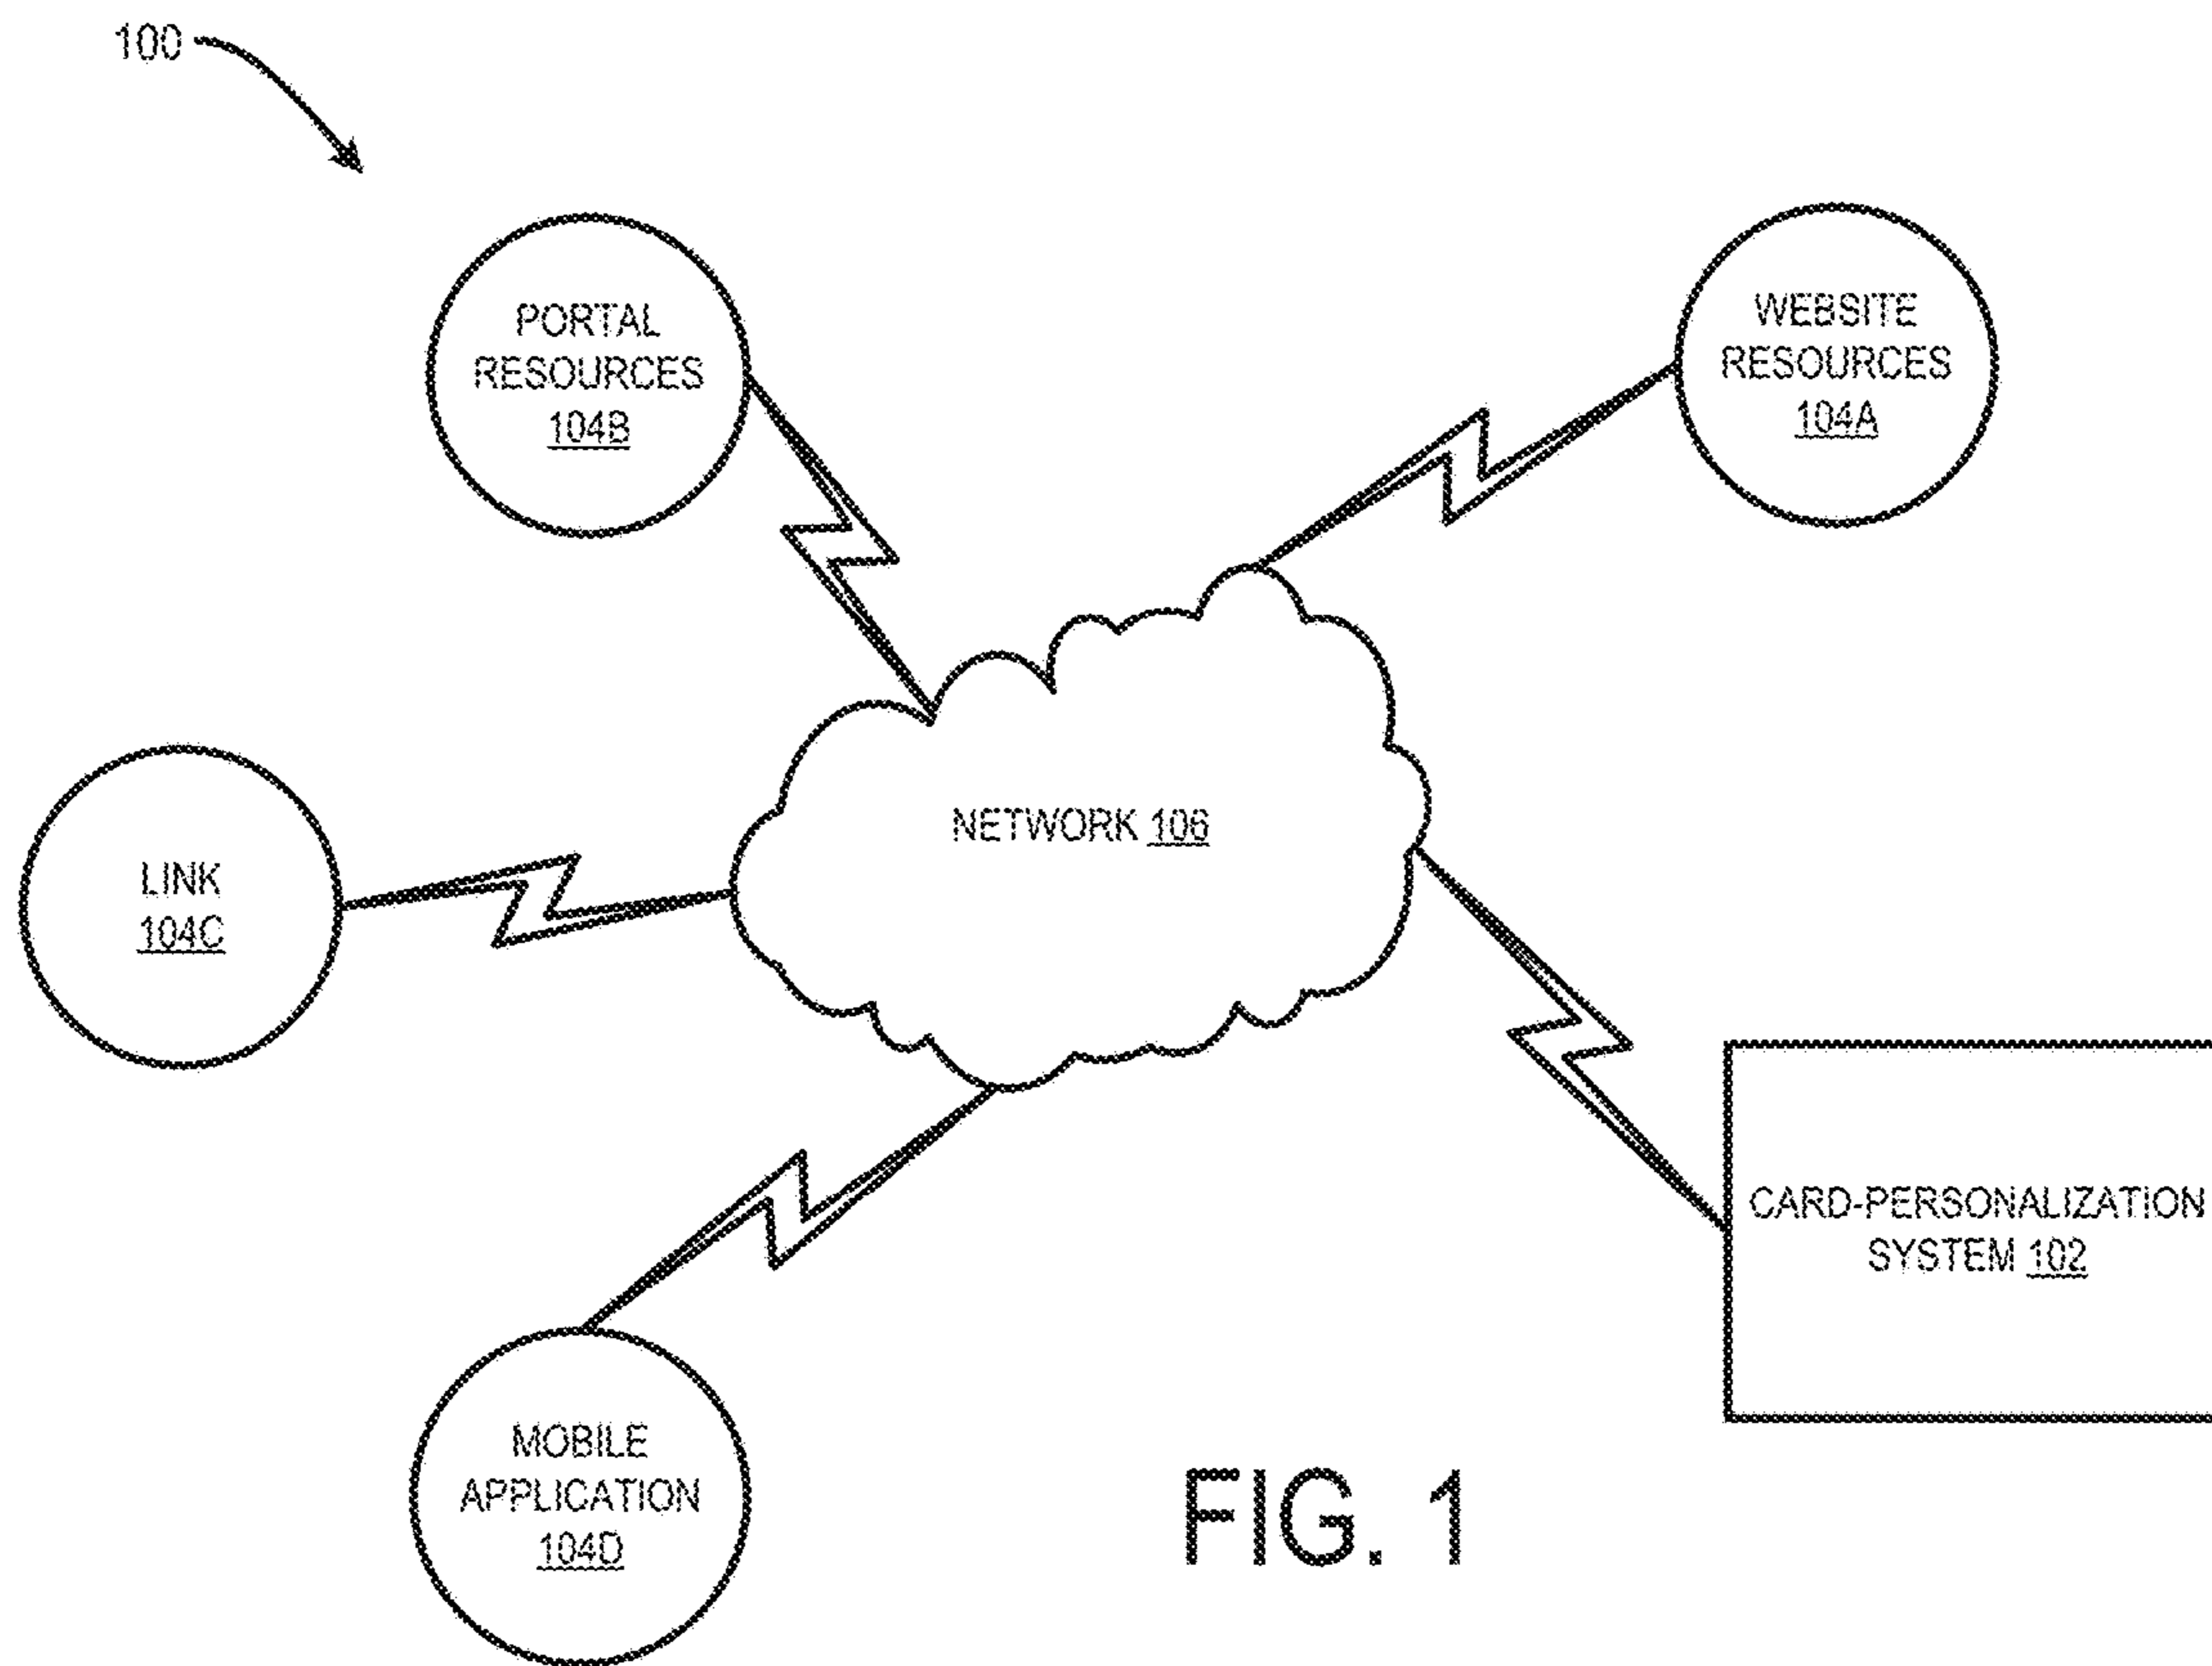 100
PORTAL
RESOURCES
104B
WEBSITE
RESOURCES
104A
NETWORK 106
LINK
104C
CARD-PERSONALIZATION
SYSTEM 102
MOBILE
APPLICATION
104D
FIG. 1